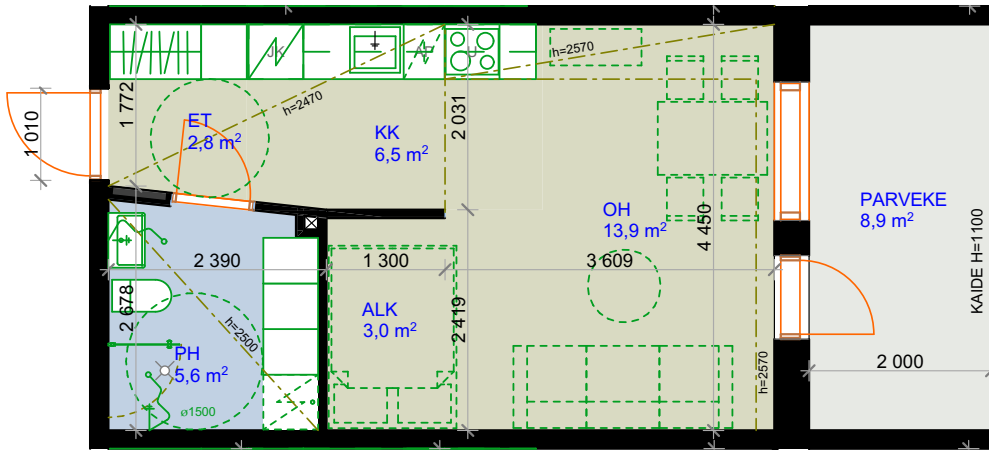 JK
AP
U
h=2570
h=2470
1 010
1 772
ET
2,8 m²
KK
6,5 m²
2 031
OH
13,9 m²
4 450
PARVEKE
8,9 m²
KAIDE H=1100
2 390
1 300
3 609
2 678
h=2500
ALK
3,0 m²
2 419
PH
5,6 m²
ø1500
h=2570
2 000